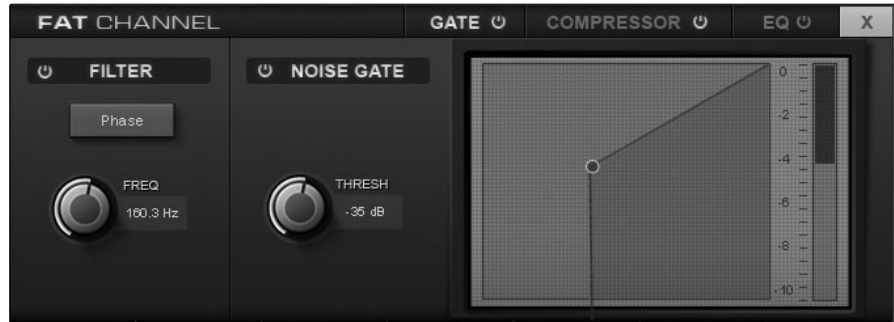 FAT CHANNEL GATE COMPRESSOR EQ X
FILTER NOISE GATE
Phase
FREQ
160.3 Hz
THRESH
-35 dB
0
-2
-4
-6
-8
-10